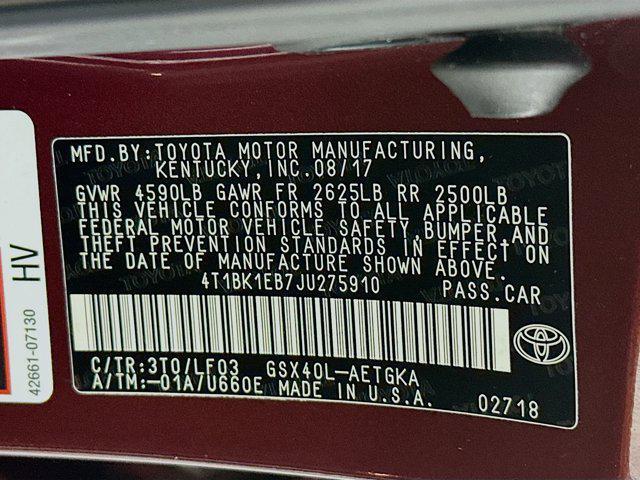 MFD.BY:TOYOTA MOTOR MANUFACTURING,
KENTUCKY,INC.08/17
GVWR 4590LB GAWR FR 2625LB RR 2500LB
THIS VEHICLE CONFORMS TO ALL APPLICABLE
FEDERAL MOTOR VEHICLE SAFETY,BUMPER,AND
THEFT PREVENTION STANDARDS IN EFFECT ON
THE DATE OF MANUFACTURE SHOWN ABOVE.
4T1BK1EB7JU275910 PASS.CAR
C/TR:3T0/LF03 GSX40L-AETGKA
A/TM:-01A7U660E MADE IN U.S.A. 02718
42661-07130 HV